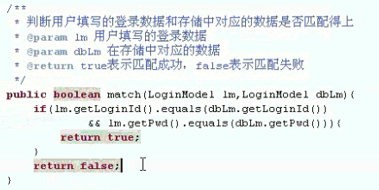 /**
 * 判断用户填写的登录数据和存储中对应的数据是否匹配得上
 * @param lm 用户填写的登录数据
 * @param dbLm 在存储中对应的数据
 * @return true表示匹配成功，false表示匹配失败
 */
public boolean match(LoginModel lm,LoginModel dbLm){
    if(lm.getLoginId().equals(dbLm.getLoginId())
            && lm.getPwd().equals(dbLm.getPwd())){
        return true;
    }
    return false;
}